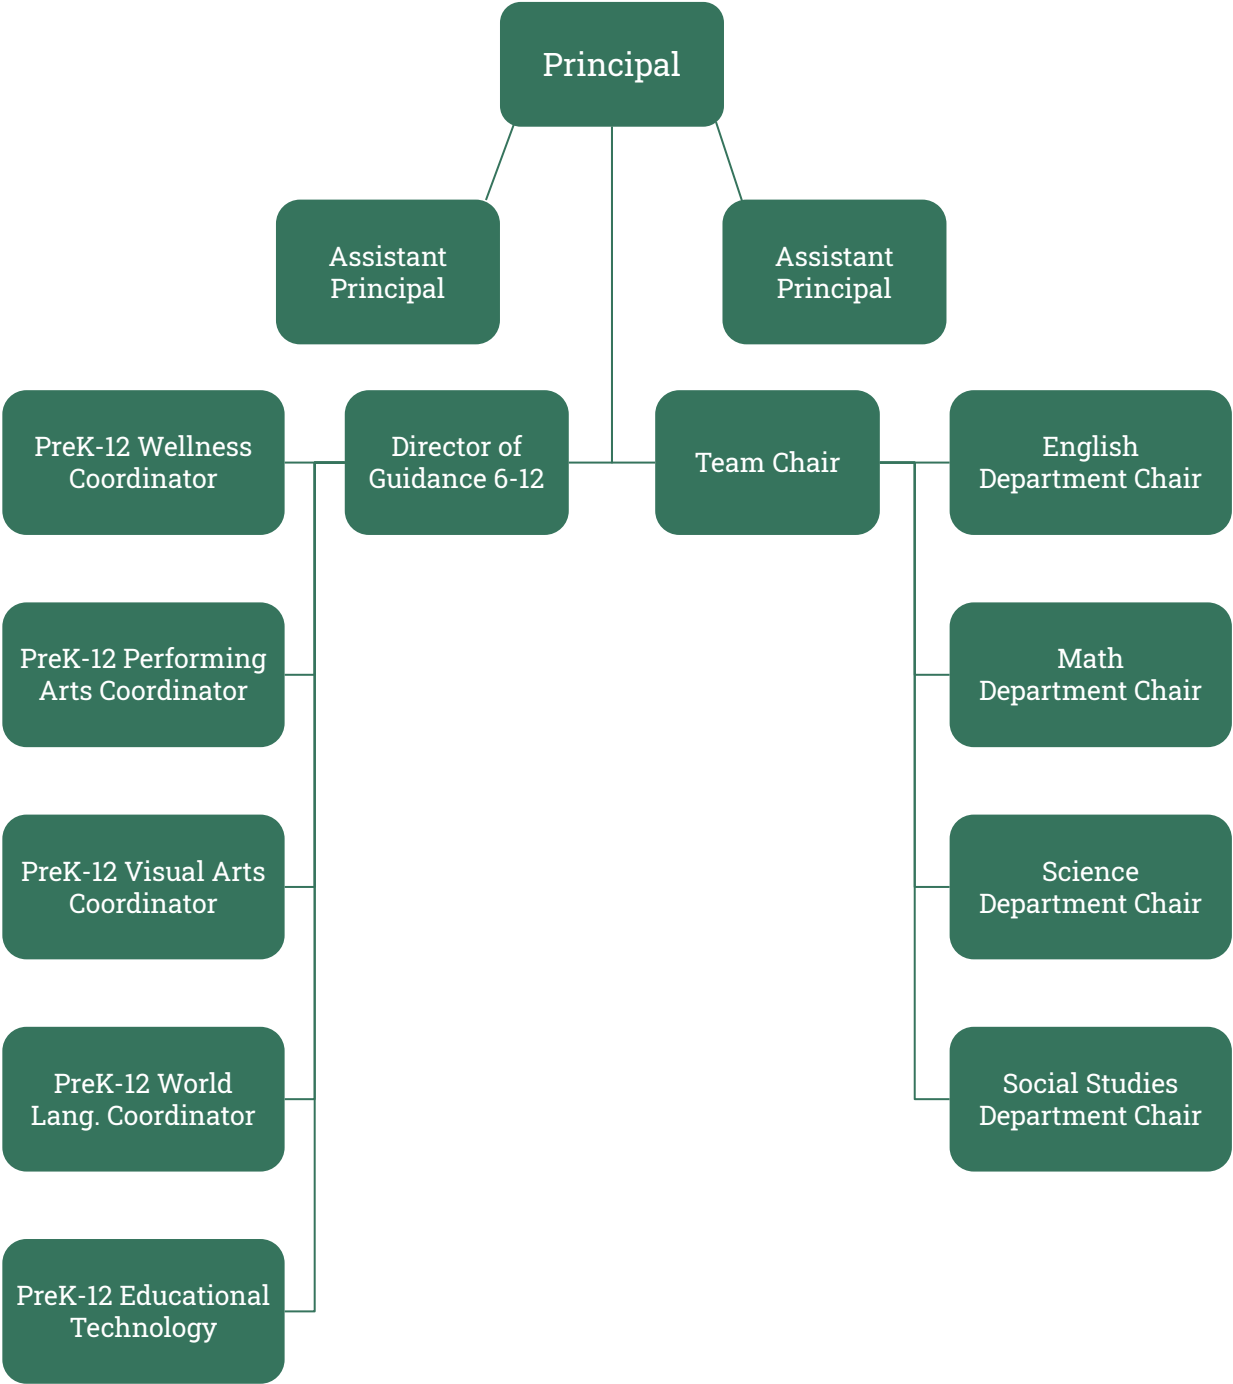 Principal
Assistant
Principal
Assistant
Principal
PreK-12 Wellness
Coordinator
Director of
Guidance 6-12
Team Chair
English
Department Chair
PreK-12 Performing
Arts Coordinator
Math
Department Chair
PreK-12 Visual Arts
Coordinator
Science
Department Chair
PreK-12 World
Lang. Coordinator
Social Studies
Department Chair
PreK-12 Educational
Technology